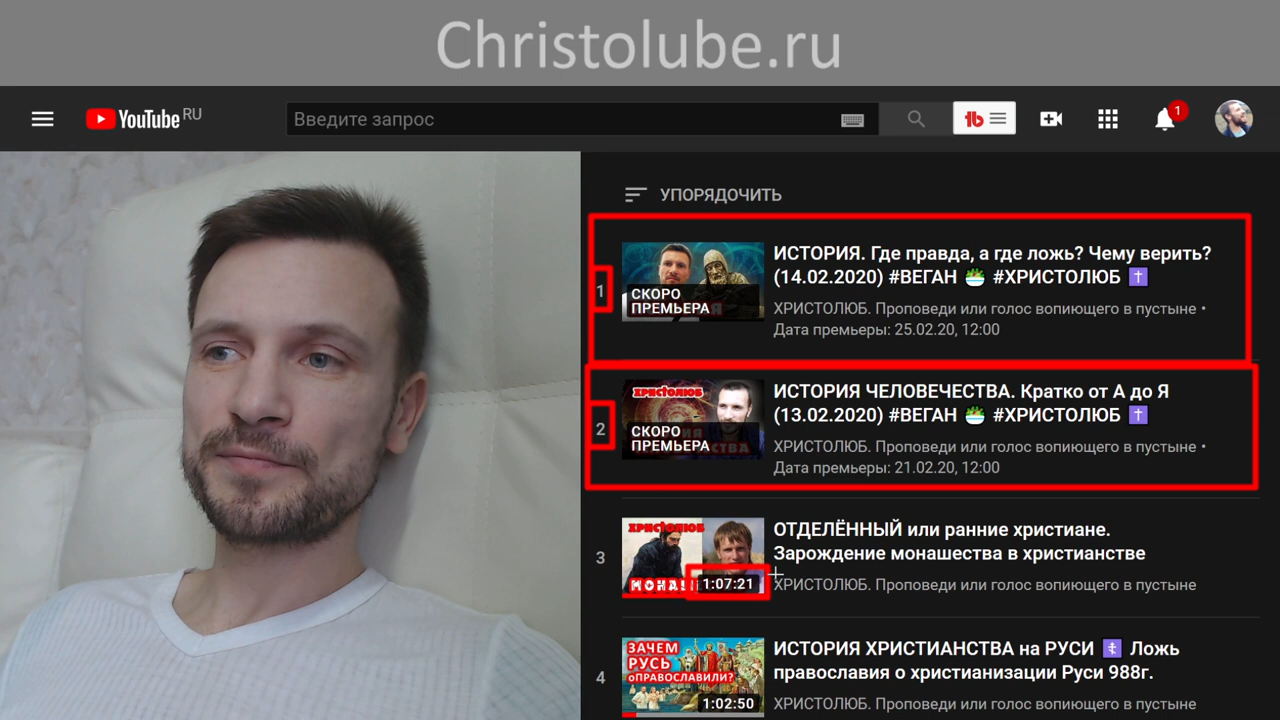 Christolube.ru
YouTube RU
Введите запрос
1
УПОРЯДОЧИТЬ
1
СКОРО
ПРЕМЬЕРА
ИСТОРИЯ. Где правда, а где ложь? Чему верить?
(14.02.2020) #ВЕГАН 🥗 #ХРИСТОЛЮБ ✝️
ХРИСТОЛЮБ. Проповеди или голос вопиющего в пустыне •
Дата премьеры: 25.02.20, 12:00
2
ХРИСТОЛЮБ
СКОРО
ПРЕМЬЕРА
ИСТОРИЯ ЧЕЛОВЕЧЕСТВА. Кратко от А до Я
(13.02.2020) #ВЕГАН 🥗 #ХРИСТОЛЮБ ✝️
ХРИСТОЛЮБ. Проповеди или голос вопиющего в пустыне •
Дата премьеры: 21.02.20, 12:00
3
ХРИСТОЛЮБ
1:07:21
ОТДЕЛЁННЫЙ или ранние христиане.
Зарождение монашества в христианстве
ХРИСТОЛЮБ. Проповеди или голос вопиющего в пустыне
4
ЗАЧЕМ
РУСЬ
оПРАВОСЛАВИЛИ?
1:02:50
ИСТОРИЯ ХРИСТИАНСТВА на РУСИ ☦️ Ложь
православия о христианизации Руси 988г.
ХРИСТОЛЮБ. Проповеди или голос вопиющего в пустыне